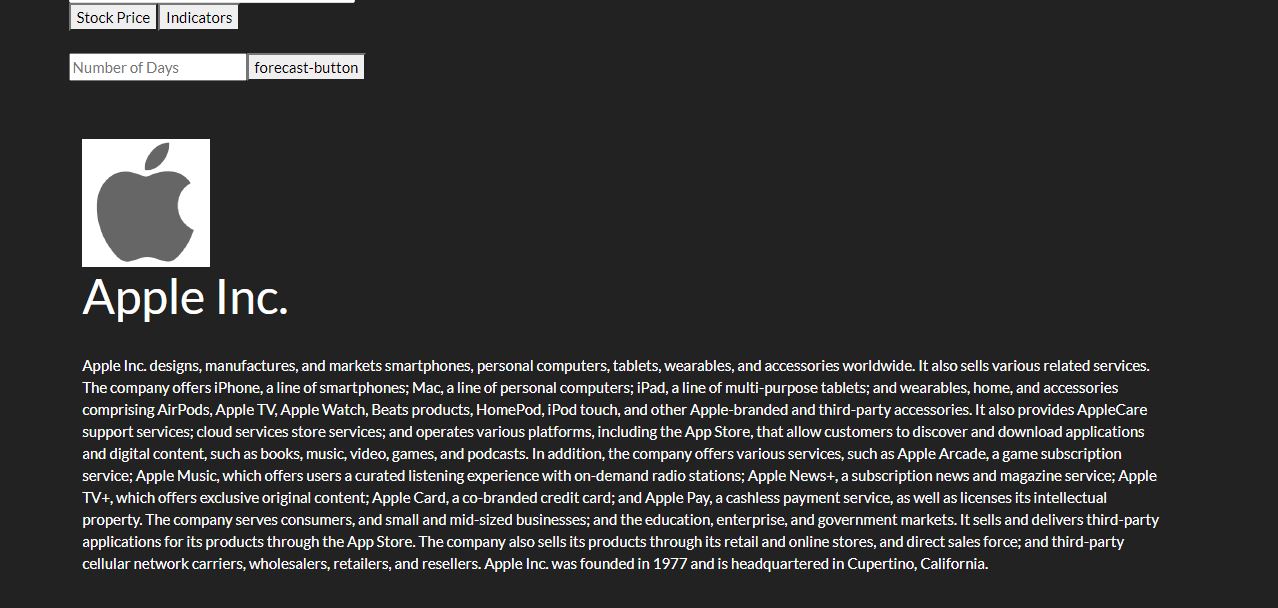 Stock Price Indicators
Number of Days forecast-button
Apple Inc.
Apple Inc. designs, manufactures, and markets smartphones, personal computers, tablets, wearables, and accessories worldwide. It also sells various related services.
The company offers iPhone, a line of smartphones; Mac, a line of personal computers; iPad, a line of multi-purpose tablets; and wearables, home, and accessories
comprising AirPods, Apple TV, Apple Watch, Beats products, HomePod, iPod touch, and other Apple-branded and third-party accessories. It also provides AppleCare
support services; cloud services store services; and operates various platforms, including the App Store, that allow customers to discover and download applications
and digital content, such as books, music, video, games, and podcasts. In addition, the company offers various services, such as Apple Arcade, a game subscription
service; Apple Music, which offers users a curated listening experience with on-demand radio stations; Apple News+, a subscription news and magazine service; Apple
TV+, which offers exclusive original content; Apple Card, a co-branded credit card; and Apple Pay, a cashless payment service, as well as licenses its intellectual
property. The company serves consumers, and small and mid-sized businesses; and the education, enterprise, and government markets. It sells and delivers third-party
applications for its products through the App Store. The company also sells its products through its retail and online stores, and direct sales force; and third-party
cellular network carriers, wholesalers, retailers, and resellers. Apple Inc. was founded in 1977 and is headquartered in Cupertino, California.